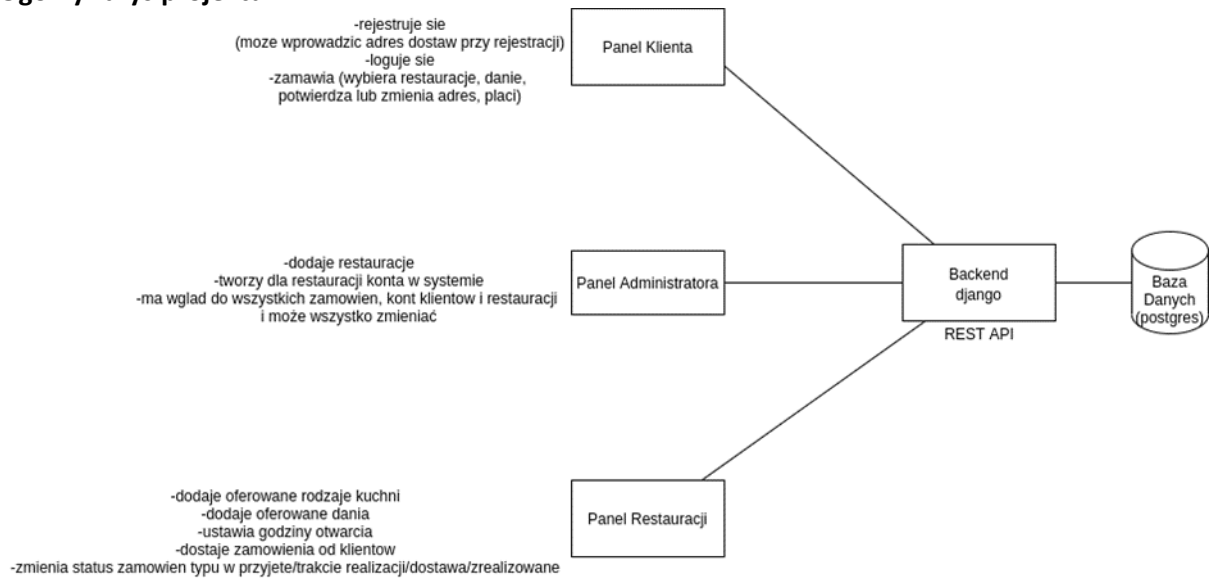 -rejestruje sie
(moze wprowadzic adres dostaw przy rejestracji)
-loguje sie
-zamawia (wybiera restauracje, danie,
potwierdza lub zmienia adres, placi)
Panel Klienta
-dodaje restauracje
-tworzy dla restauracji konta w systemie
-ma wglad do wszystkich zamowien, kont klientow i restauracji
i może wszystko zmieniać
Panel Administratora
Backend
django
REST API
Baza
Danych
(postgres)
-dodaje oferowane rodzaje kuchni
-dodaje oferowane dania
-ustawia godziny otwarcia
-dostaje zamowienia od klientow
-zmienia status zamowien typu w przyjete/trakcie realizacji/dostawa/zrealizowane
Panel Restauracji